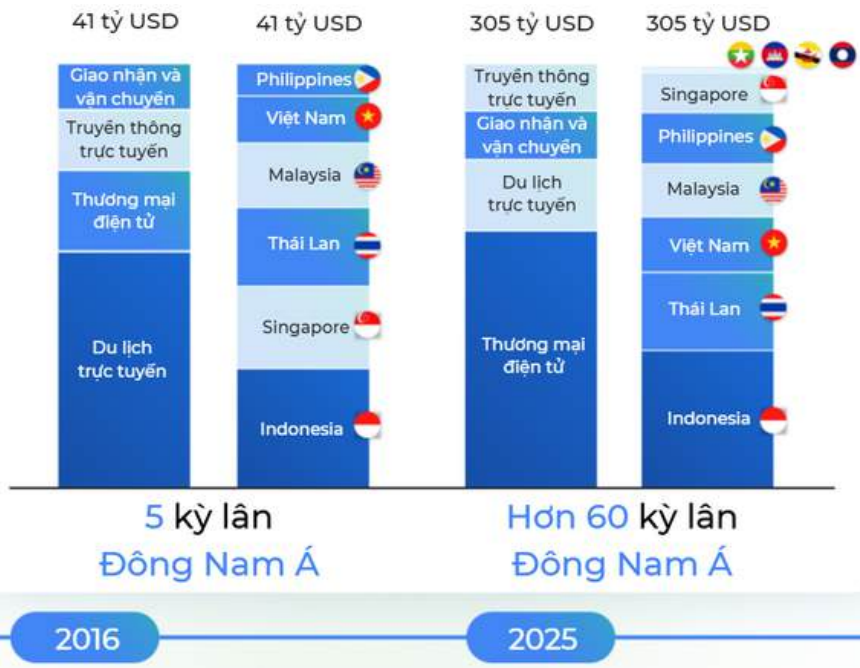 41 tỷ USD
Giao nhận và
vận chuyển
Truyền thông
trực tuyến
Thương mại
điện tử
Du lịch
trực tuyến
41 tỷ USD
Philippines
Việt Nam
Malaysia
Thái Lan
Singapore
Indonesia
5 kỳ lân
Đông Nam Á
2016
305 tỷ USD
Truyền thông
trực tuyến
Giao nhận và
vận chuyển
Du lịch
trực tuyến
Thương mại
điện tử
305 tỷ USD
Singapore
Philippines
Malaysia
Việt Nam
Thái Lan
Indonesia
Hơn 60 kỳ lân
Đông Nam Á
2025